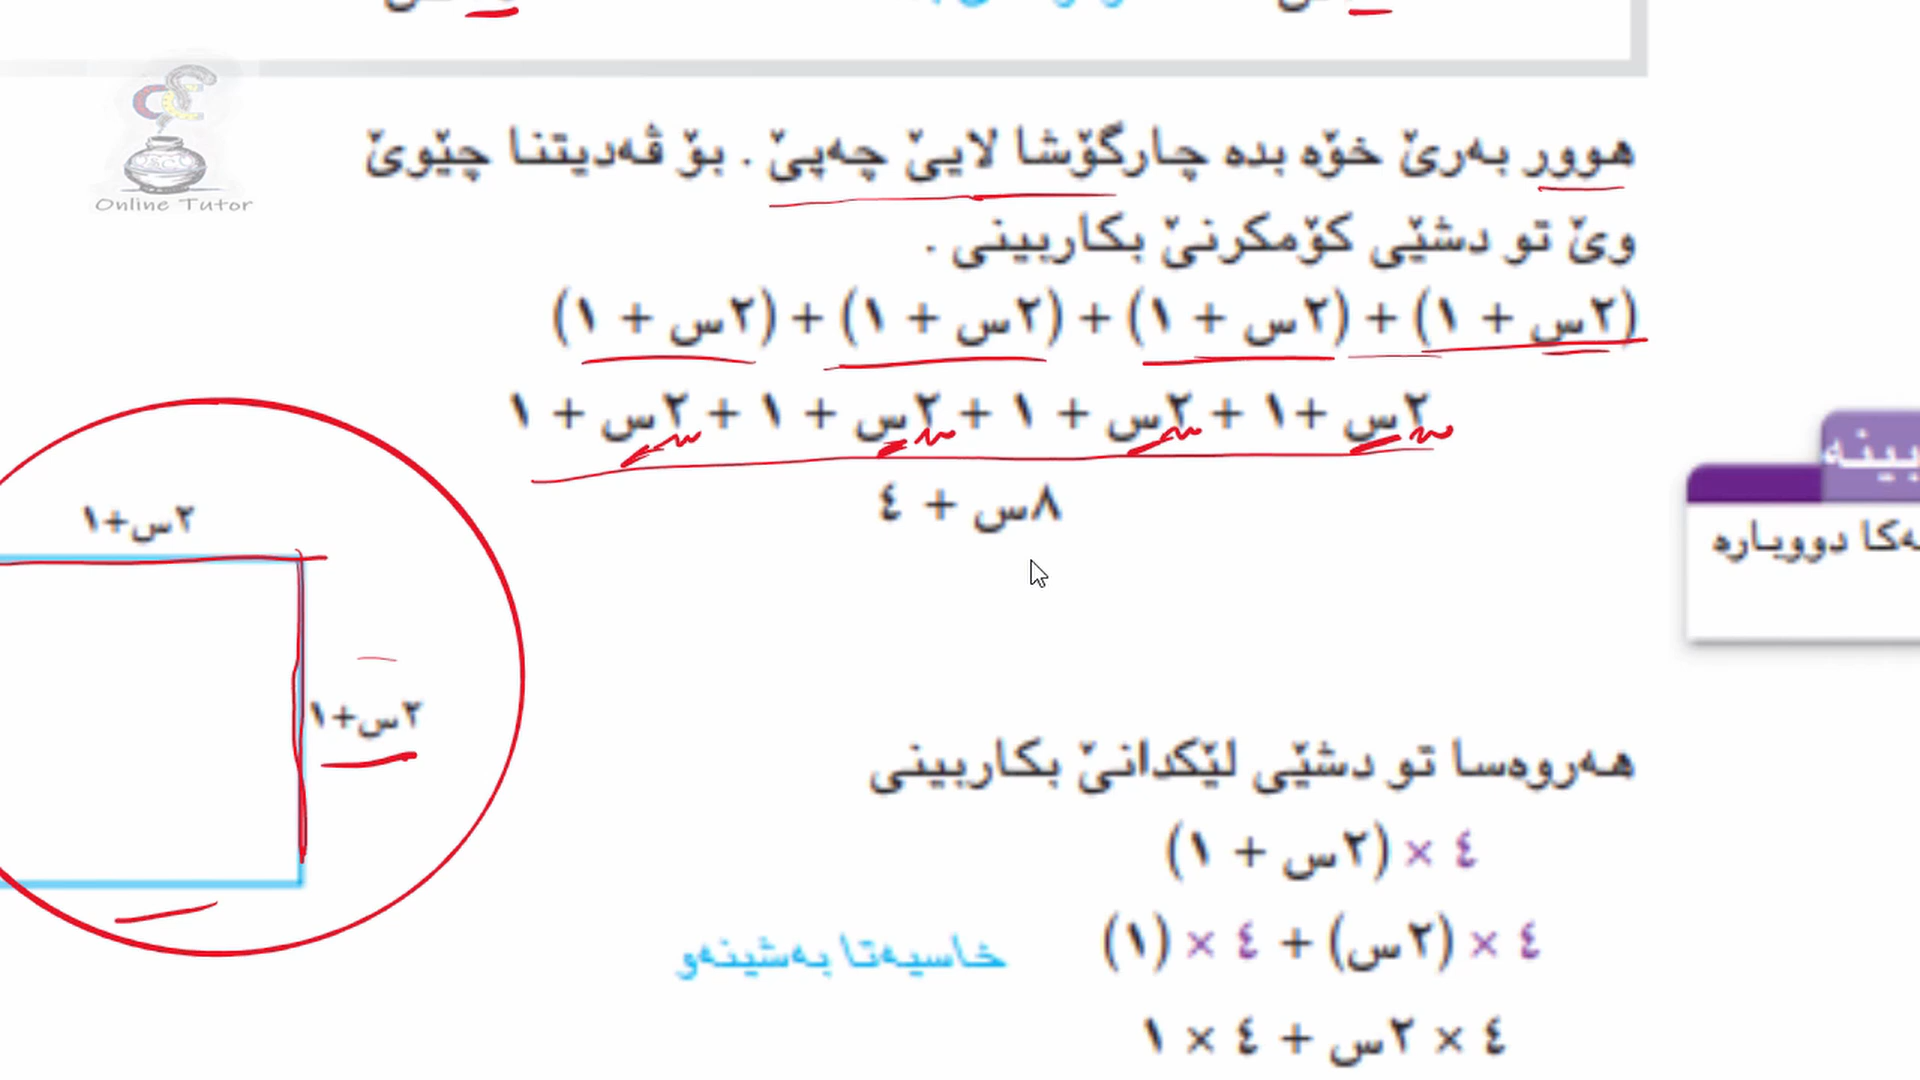 Online Tutor
هوور بەرێ خۆە بدە چارگۆشا لایێ چەپێ . بۆ ڤەدیتنا چێوێ
وێ تو دشێی کۆمکرنێ بکاربینی .
(٢س + ١) + (٢س + ١) + (٢س + ١) + (٢س + ١)
٢س +١ + ٢س + ١ + ٢س + ١ + ٢س + ١
٨س + ٤
٢س+١
٢س+١
دووبارە
هەروەسا تو دشێی لێکدانێ بکاربینی
٤ × (٢س + ١)
٤ × (٢س) + ٤ × (١) خاسیەتا بەشینەو
٤ × ٢س + ٤ × ١